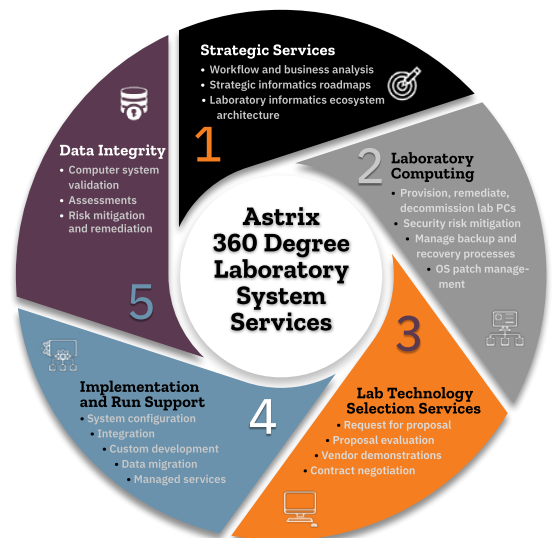 Strategic Services
• Workflow and business analysis
• Strategic informatics roadmaps
• Laboratory informatics ecosystem
architecture
1
2
Laboratory
Computing
• Provision, remediate,
decommission lab PCs
• Security risk mitigation
• Manage backup and
recovery processes
• OS patch manage-
ment
3
Lab Technology
Selection Services
• Request for proposal
• Proposal evaluation
• Vendor demonstrations
• Contract negotiation
4
Implementation
and Run Support
• System configuration
• Integration
• Custom development
• Data migration
• Managed services
5
Data Integrity
• Computer system
validation
• Assessments
• Risk mitigation
and remediation
Astrix
360 Degree
Laboratory
System
Services